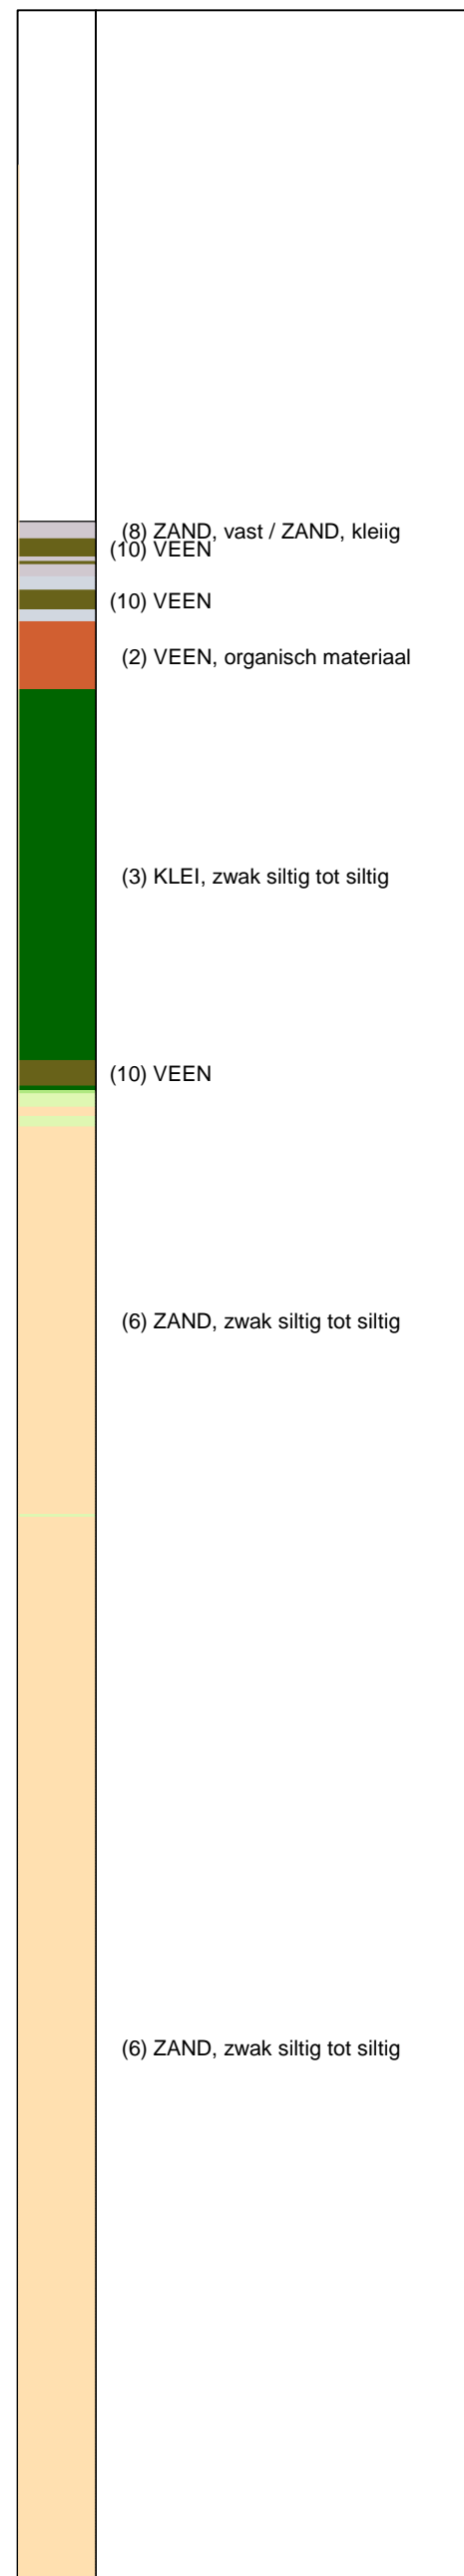 (8) ZAND, vast / ZAND, kleiig
(10) VEEN
(10) VEEN
(2) VEEN, organisch materiaal
(3) KLEI, zwak siltig tot siltig
(10) VEEN
(6) ZAND, zwak siltig tot siltig
(6) ZAND, zwak siltig tot siltig